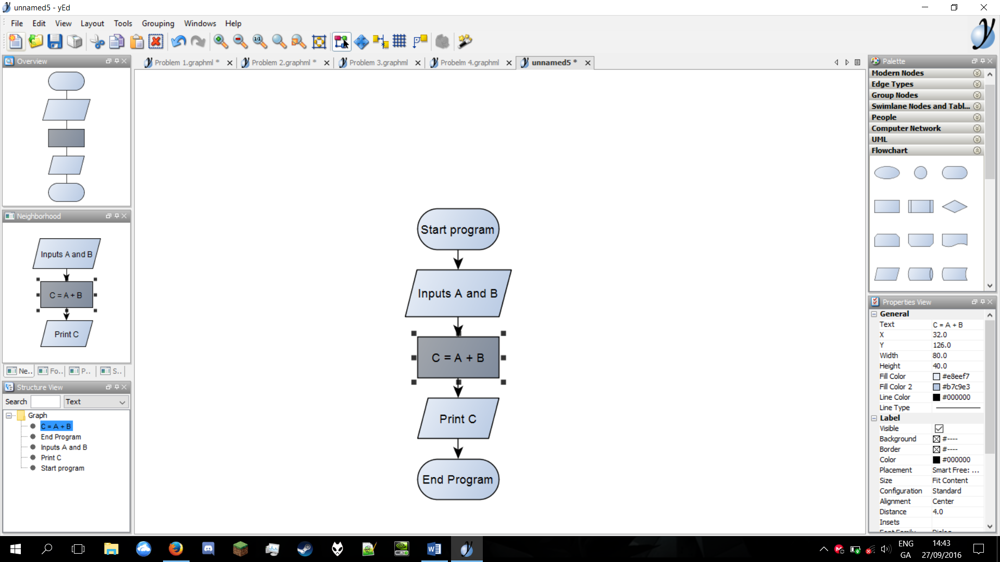 unnamed5 - yEd
File Edit View Layout Tools Grouping Windows Help
1:1
Overview
Problem 1.graphml *
Problem 2.graphml *
Problem 3.graphml
Probelm 4.graphml
unnamed5 *
Palette
Modern Nodes
Edge Types
Group Nodes
Swimlane Nodes and Tabl...
People
Computer Network
UML
Flowchart
Neighborhood
Inputs A and B
C = A + B
Print C
Ne..
Fo..
P..
S..
Structure View
Search Text
Graph
C = A + B
End Program
Inputs A and B
Print C
Start program
Start program
Inputs A and B
C = A + B
Print C
End Program
Properties View
General
Text C = A + B
X 32.0
Y 126.0
Width 80.0
Height 40.0
Fill Color #e8eef7
Fill Color 2 #b7c9e3
Line Color #000000
Line Type
Label
Visible
Background #----
Border #----
Color #000000
Placement Smart Free: ...
Size Fit Content
Configuration Standard
Alignment Center
Distance 4.0
Insets
Font Family Dialog
ENG
GA
14:43
27/09/2016